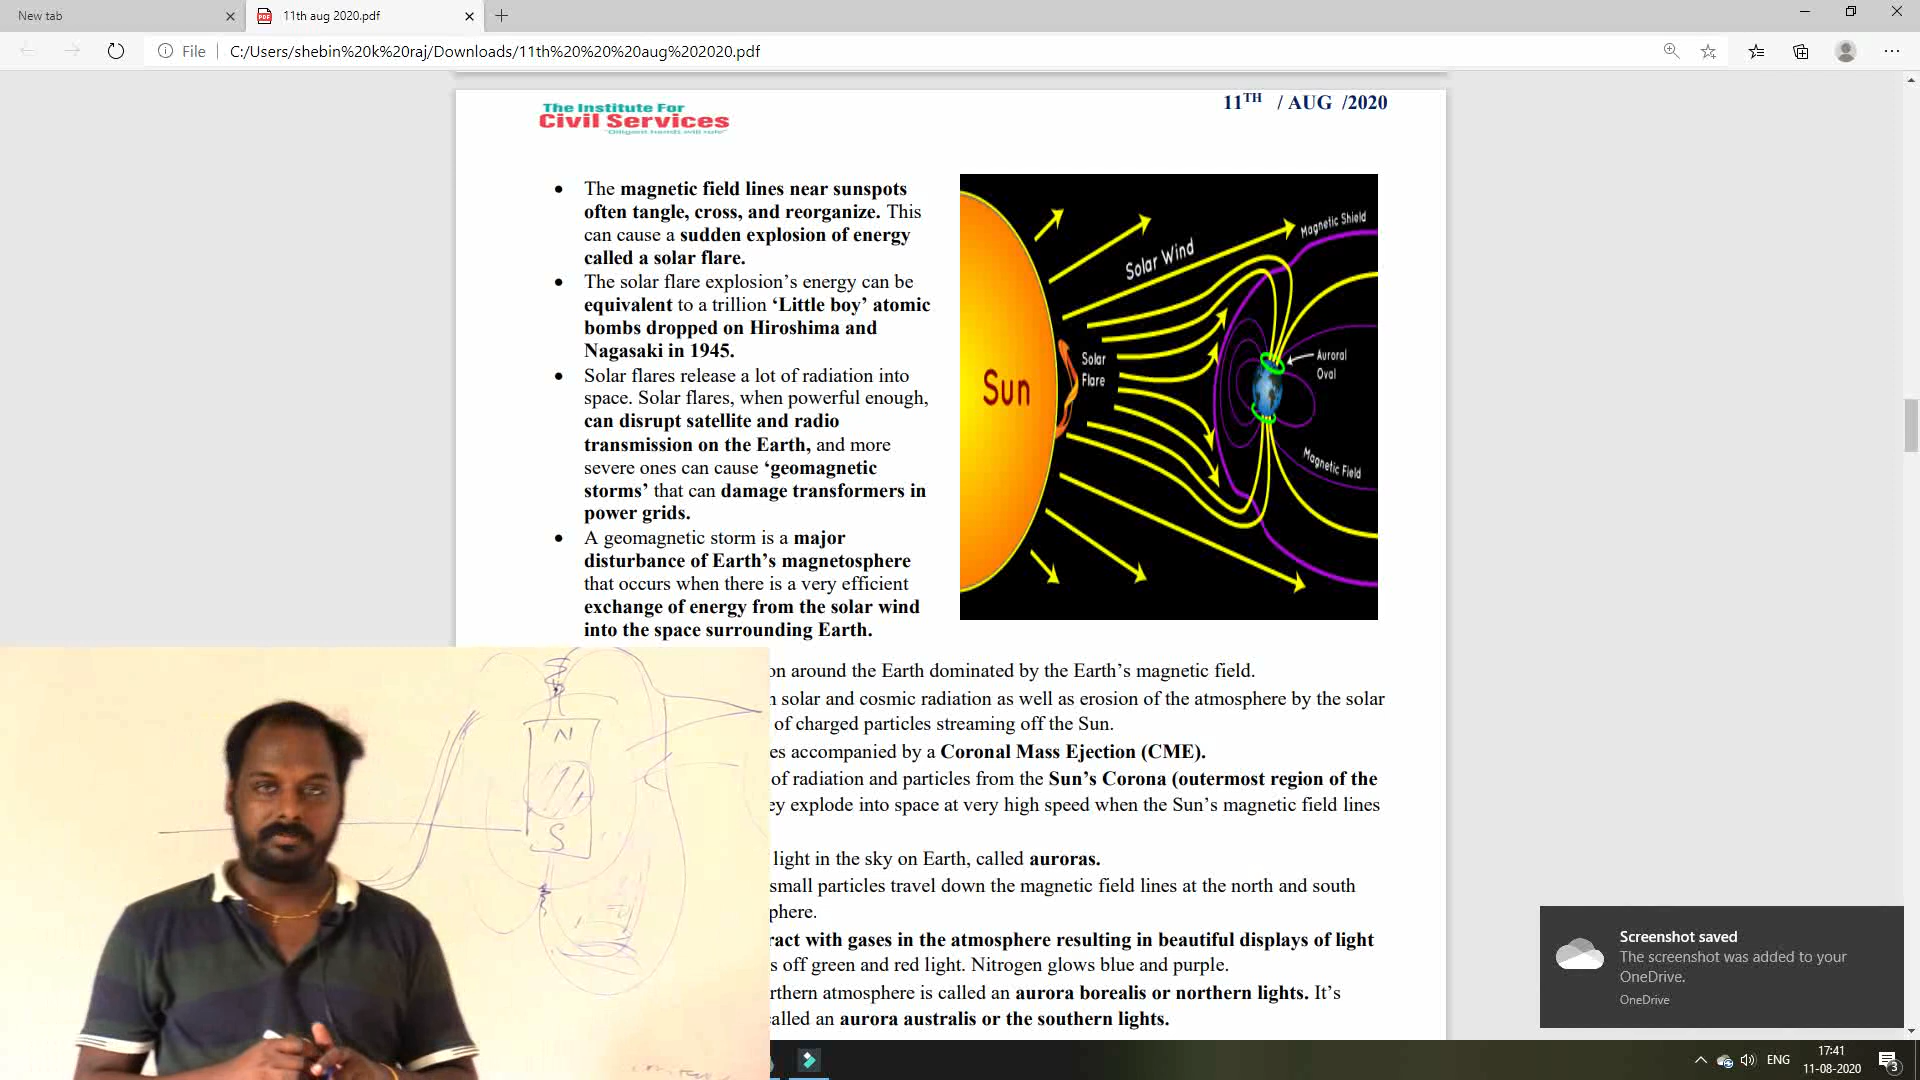 New tab
11th aug 2020.pdf
File
C:/Users/shebin%20k%20raj/Downloads/11th%20%20%20aug%202020.pdf
The Institute For
Civil Services
"Diligent hands will rule"
11TH / AUG /2020
• The magnetic field lines near sunspots
often tangle, cross, and reorganize. This
can cause a sudden explosion of energy
called a solar flare.
• The solar flare explosion’s energy can be
equivalent to a trillion ‘Little boy’ atomic
bombs dropped on Hiroshima and
Nagasaki in 1945.
• Solar flares release a lot of radiation into
space. Solar flares, when powerful enough,
can disrupt satellite and radio
transmission on the Earth, and more
severe ones can cause ‘geomagnetic
storms’ that can damage transformers in
power grids.
• A geomagnetic storm is a major
disturbance of Earth’s magnetosphere
that occurs when there is a very efficient
exchange of energy from the solar wind
into the space surrounding Earth.
Sun
Solar
Flare
Solar Wind
Magnetic Shield
Auroral
Oval
Magnetic Field
on around the Earth dominated by the Earth’s magnetic field.
solar and cosmic radiation as well as erosion of the atmosphere by the solar
of charged particles streaming off the Sun.
es accompanied by a Coronal Mass Ejection (CME).
of radiation and particles from the Sun’s Corona (outermost region of the
ey explode into space at very high speed when the Sun’s magnetic field lines
light in the sky on Earth, called auroras.
small particles travel down the magnetic field lines at the north and south
phere.
ract with gases in the atmosphere resulting in beautiful displays of light
s off green and red light. Nitrogen glows blue and purple.
rthern atmosphere is called an aurora borealis or northern lights. It’s
alled an aurora australis or the southern lights.
N
S
Screenshot saved
The screenshot was added to your
OneDrive.
OneDrive
ENG
17:41
11-08-2020
3